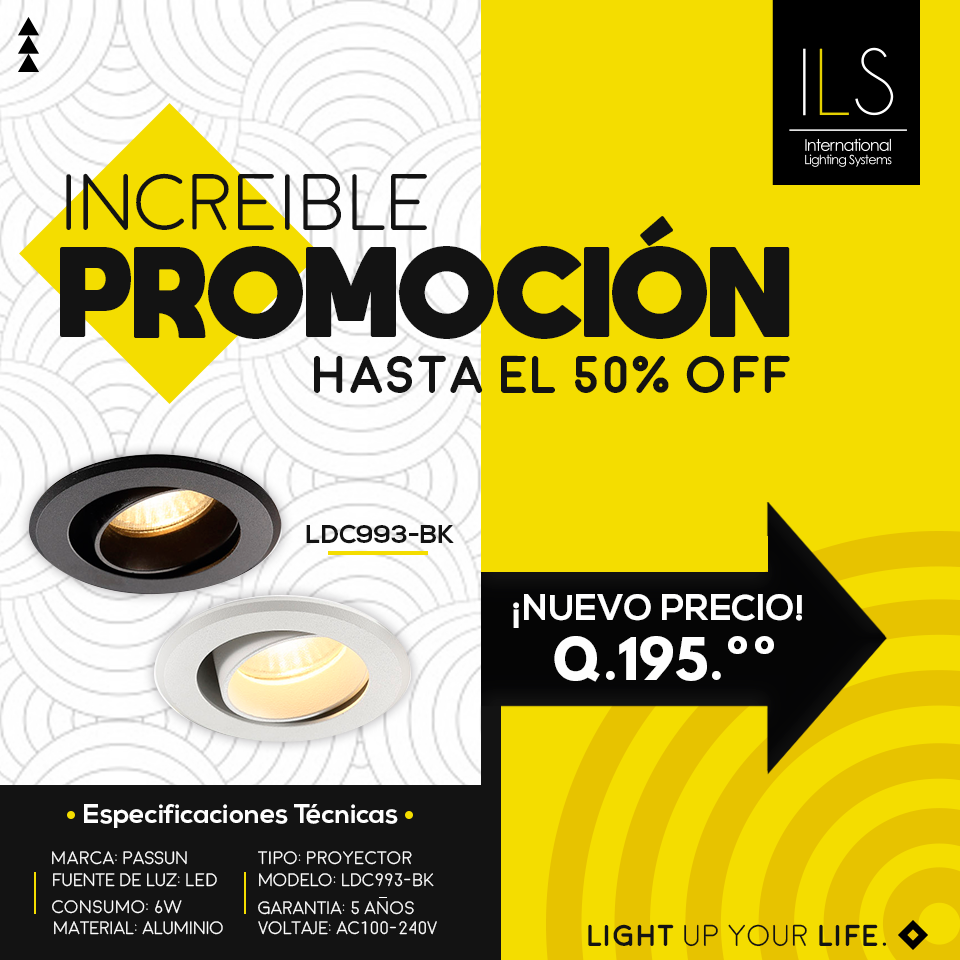 ILS
International
Lighting Systems
INCREIBLE
PROMOCIÓN
HASTA EL 50% OFF
LDC993-BK
¡NUEVO PRECIO!
Q.195.°°
• Especificaciones Técnicas •
MARCA: PASSUN
FUENTE DE LUZ: LED
CONSUMO: 6W
MATERIAL: ALUMINIO
TIPO: PROYECTOR
MODELO: LDC993-BK
GARANTIA: 5 AÑOS
VOLTAJE: AC100-240V
LIGHT UP YOUR LIFE.